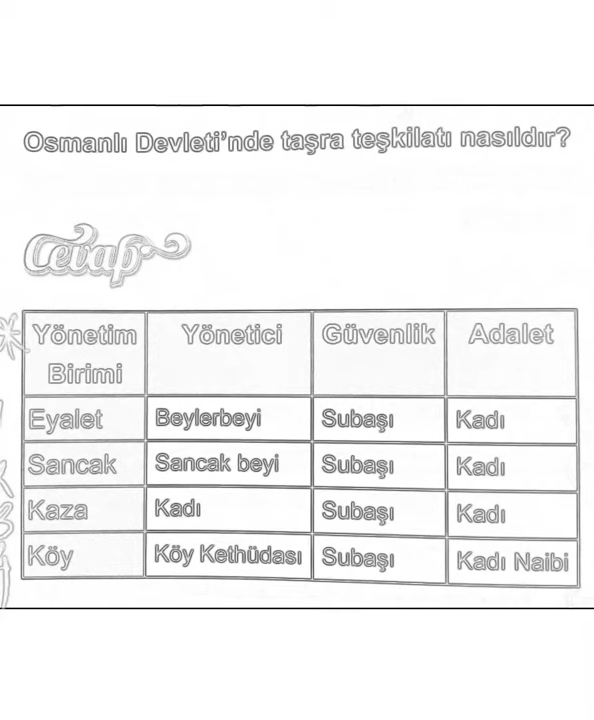 Osmanlı Devleti'nde taşra teşkilatı nasıldır?
Cevap
Yönetim Birimi Yönetici Güvenlik Adalet
Eyalet Beylerbeyi Subaşı Kadı
Sancak Sancak beyi Subaşı Kadı
Kaza Kadı Subaşı Kadı
Köy Köy Kethüdası Subaşı Kadı Naibi